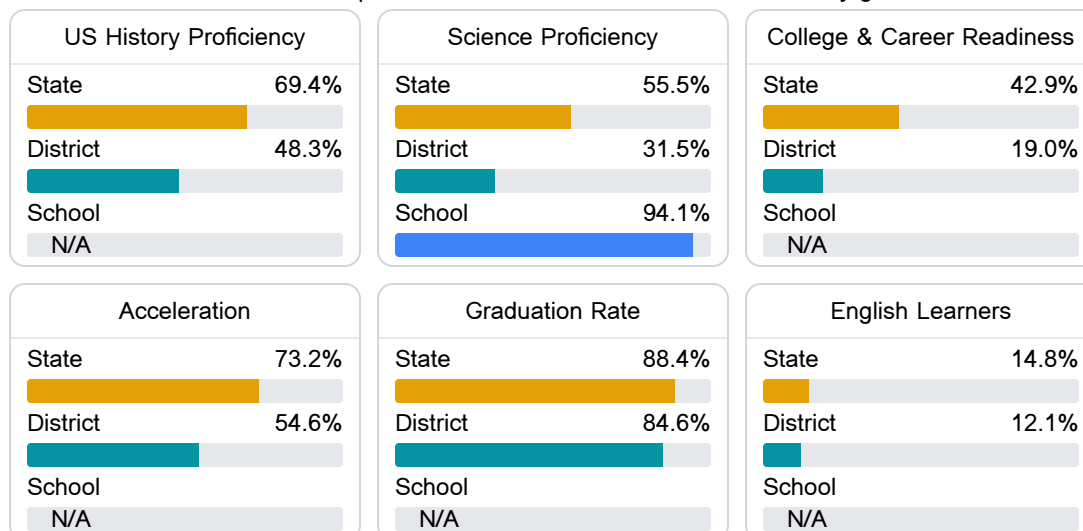 US History Proficiency
State 69.4%
District 48.3%
School
N/A
Science Proficiency
State 55.5%
District 31.5%
School 94.1%
College & Career Readiness
State 42.9%
District 19.0%
School
N/A
Acceleration
State 73.2%
District 54.6%
School
N/A
Graduation Rate
State 88.4%
District 84.6%
School
N/A
English Learners
State 14.8%
District 12.1%
School
N/A